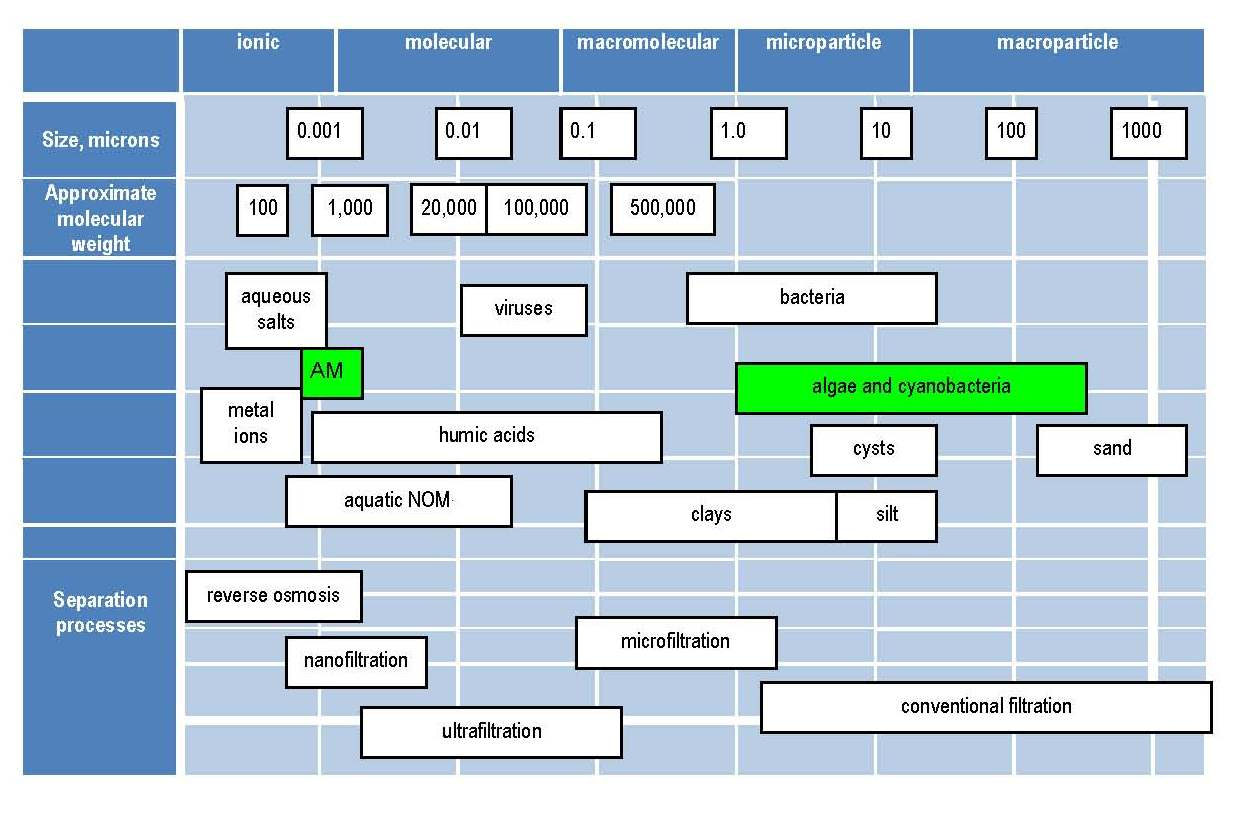 ionic
molecular
macromolecular
microparticle
macroparticle
Size, microns
0.001
0.01
0.1
1.0
10
100
1000
Approximate
molecular
weight
100
1,000
20,000
100,000
500,000
aqueous
salts
viruses
bacteria
AM
algae and cyanobacteria
metal
ions
humic acids
cysts
sand
aquatic NOM
clays
silt
Separation
processes
reverse osmosis
microfiltration
nanofiltration
conventional filtration
ultrafiltration